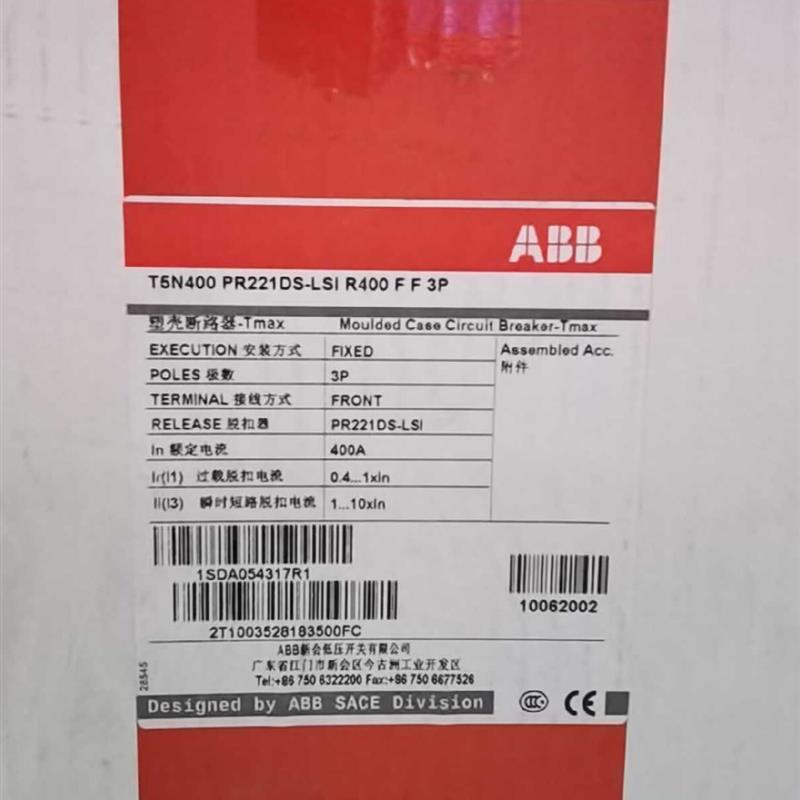 ABB
T5N400 PR221DS-LSI R400 F F 3P
塑壳断路器-Tmax Moulded Case Circuit Breaker-Tmax
EXECUTION 安装方式 FIXED Assembled Acc.
附件
POLES 极数 3P
TERMINAL 接线方式 FRONT
RELEASE 脱扣器 PR221DS-LSI
In 额定电流 400A
Ir(I1) 过载脱扣电流 0.4...1xIn
Ii(I3) 瞬时短路脱扣电流 1...10xIn
1SDA054317R1
10062002
2T1003528183500FC
ABB新会低压开关有限公司
广东省江门市新会区今古洲工业开发区
Tel:+86 750 6322200 Fax:+86 750 6677526
28545
Designed by ABB SACE Division
CCC CE